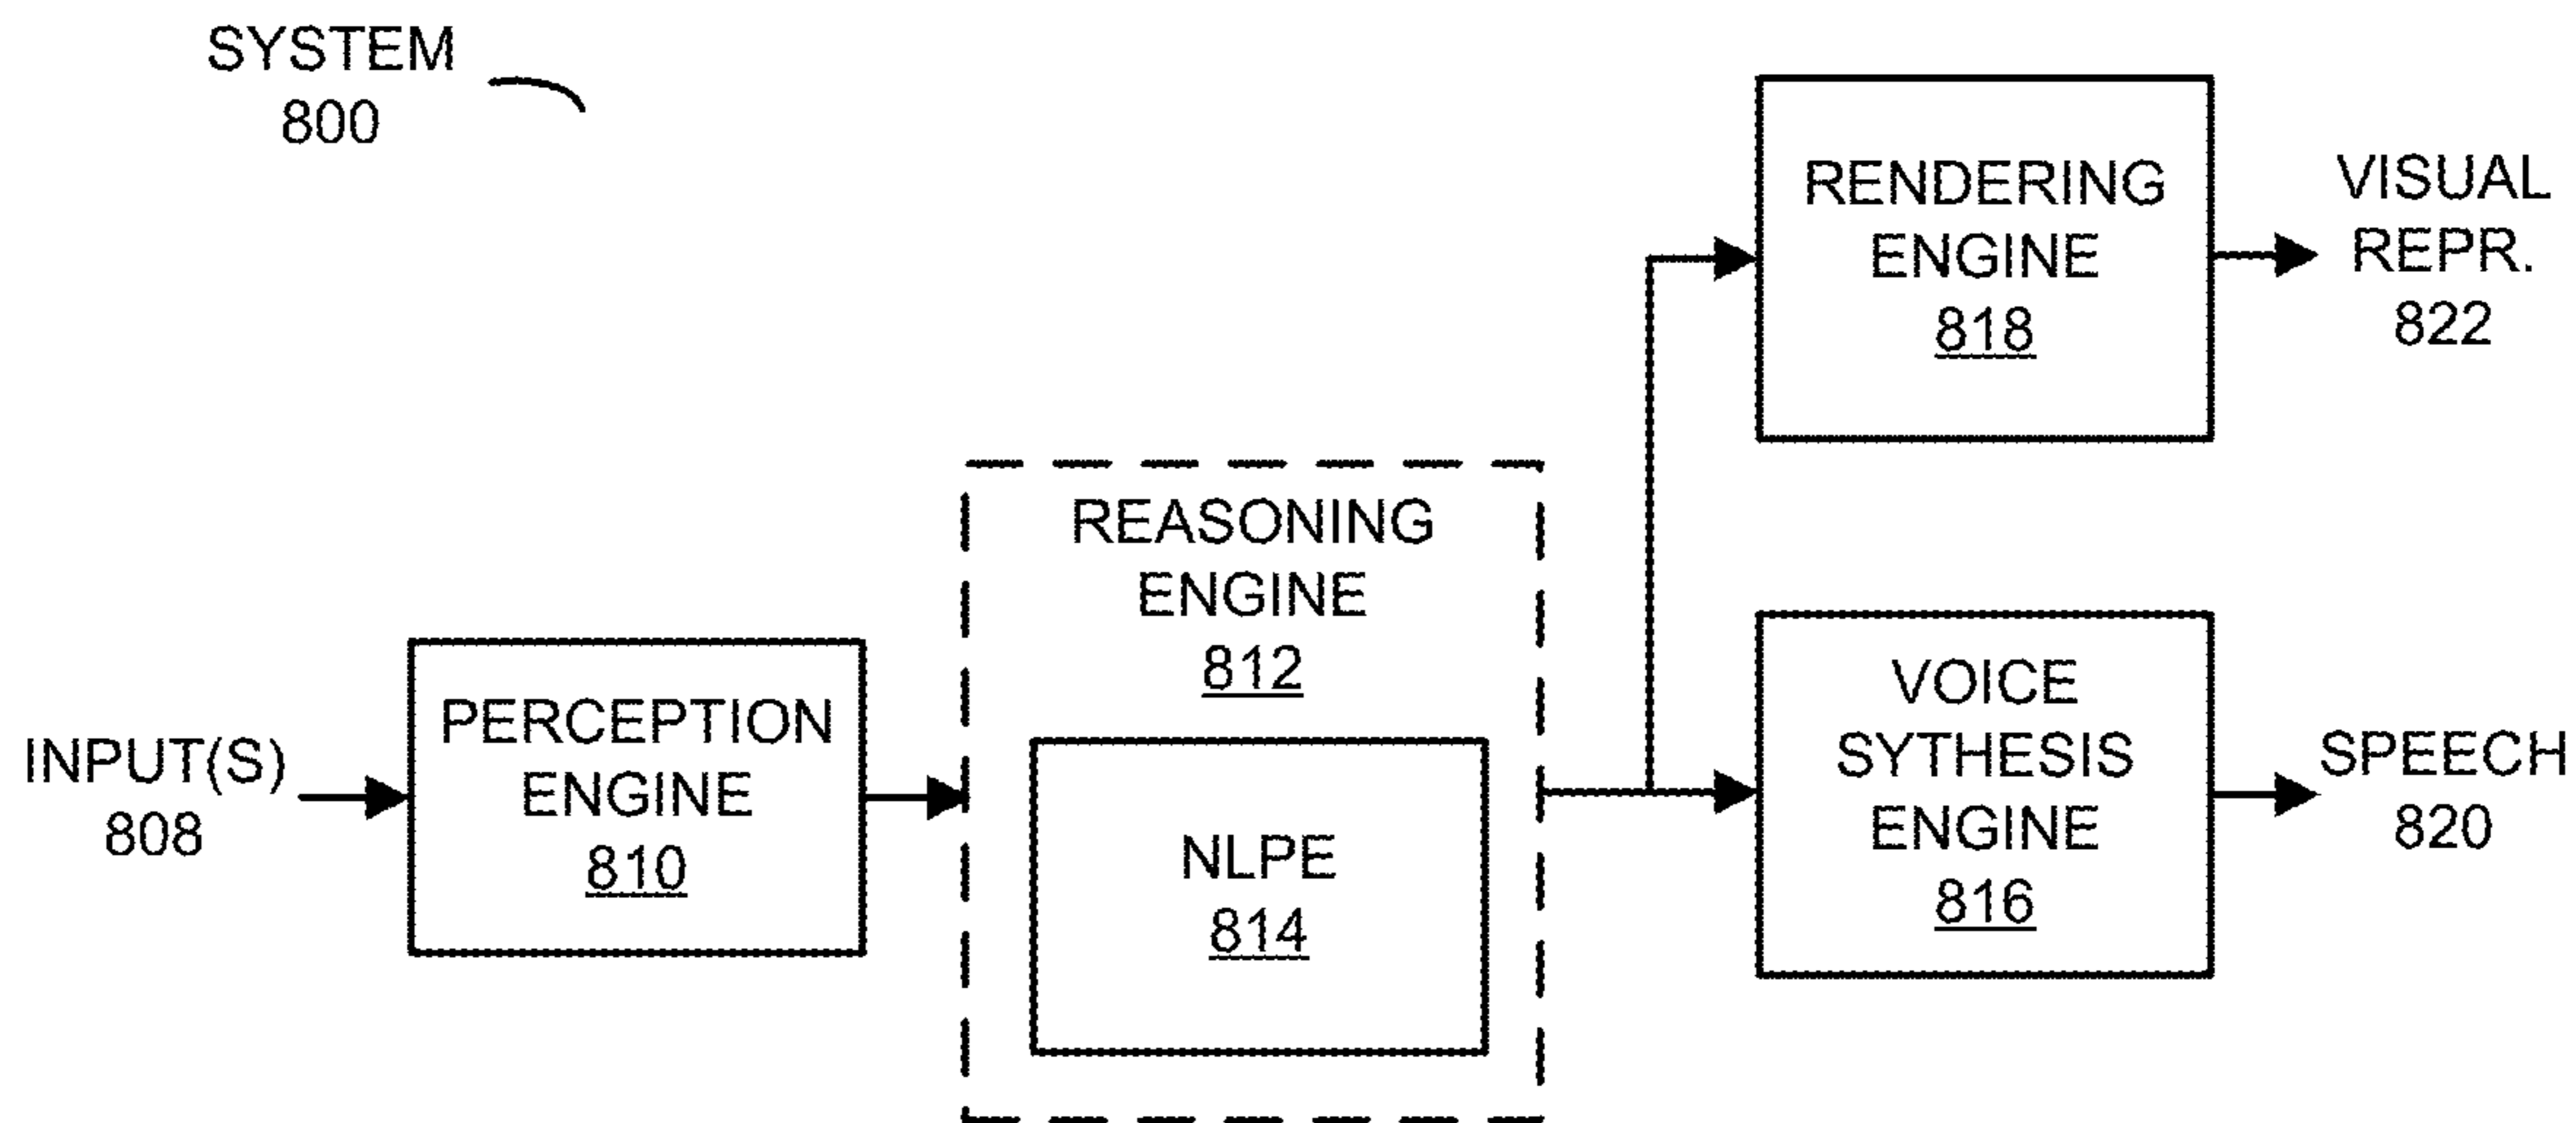 SYSTEM
800
INPUT(S)
808
PERCEPTION
ENGINE
810
REASONING
ENGINE
812
NLPE
814
RENDERING
ENGINE
818
VISUAL
REPR.
822
VOICE
SYTHESIS
ENGINE
816
SPEECH
820